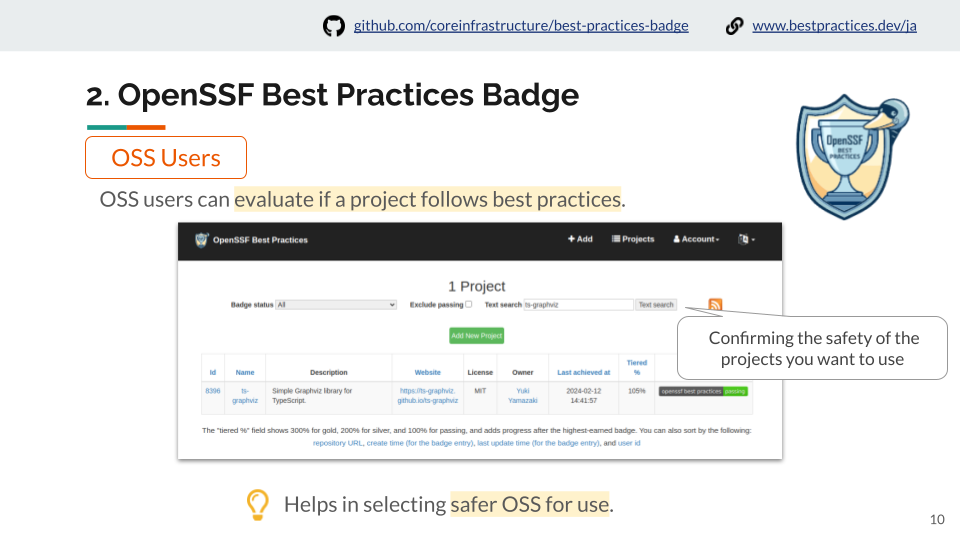 github.com/coreinfrastructure/best-practices-badge
www.bestpractices.dev/ja
2. OpenSSF Best Practices Badge
OpenSSF
BEST
PRACTICES
OSS Users
OSS users can evaluate if a project follows best practices.
OpenSSF Best Practices
Add Projects Account
1 Project
Badge status All Exclude passing Text search ts-graphviz Text search
Confirming the safety of the
projects you want to use
Add New Project
Id Name Description Website License Owner Last achieved at Tiered
%
8396 ts- Simple Graphviz library for https://ts-graphviz. MIT Yuki 2024-02-12 105% openssf best practices passing
graphviz TypeScript. github.io/ts-graphviz Yamazaki 14:41:57
The "tiered %" field shows 300% for gold, 200% for silver, and 100% for passing, and adds progress after the highest-earned badge. You can also sort by the following:
repository URL, create time (for the badge entry), last update time (for the badge entry), and user id
Helps in selecting safer OSS for use.
10